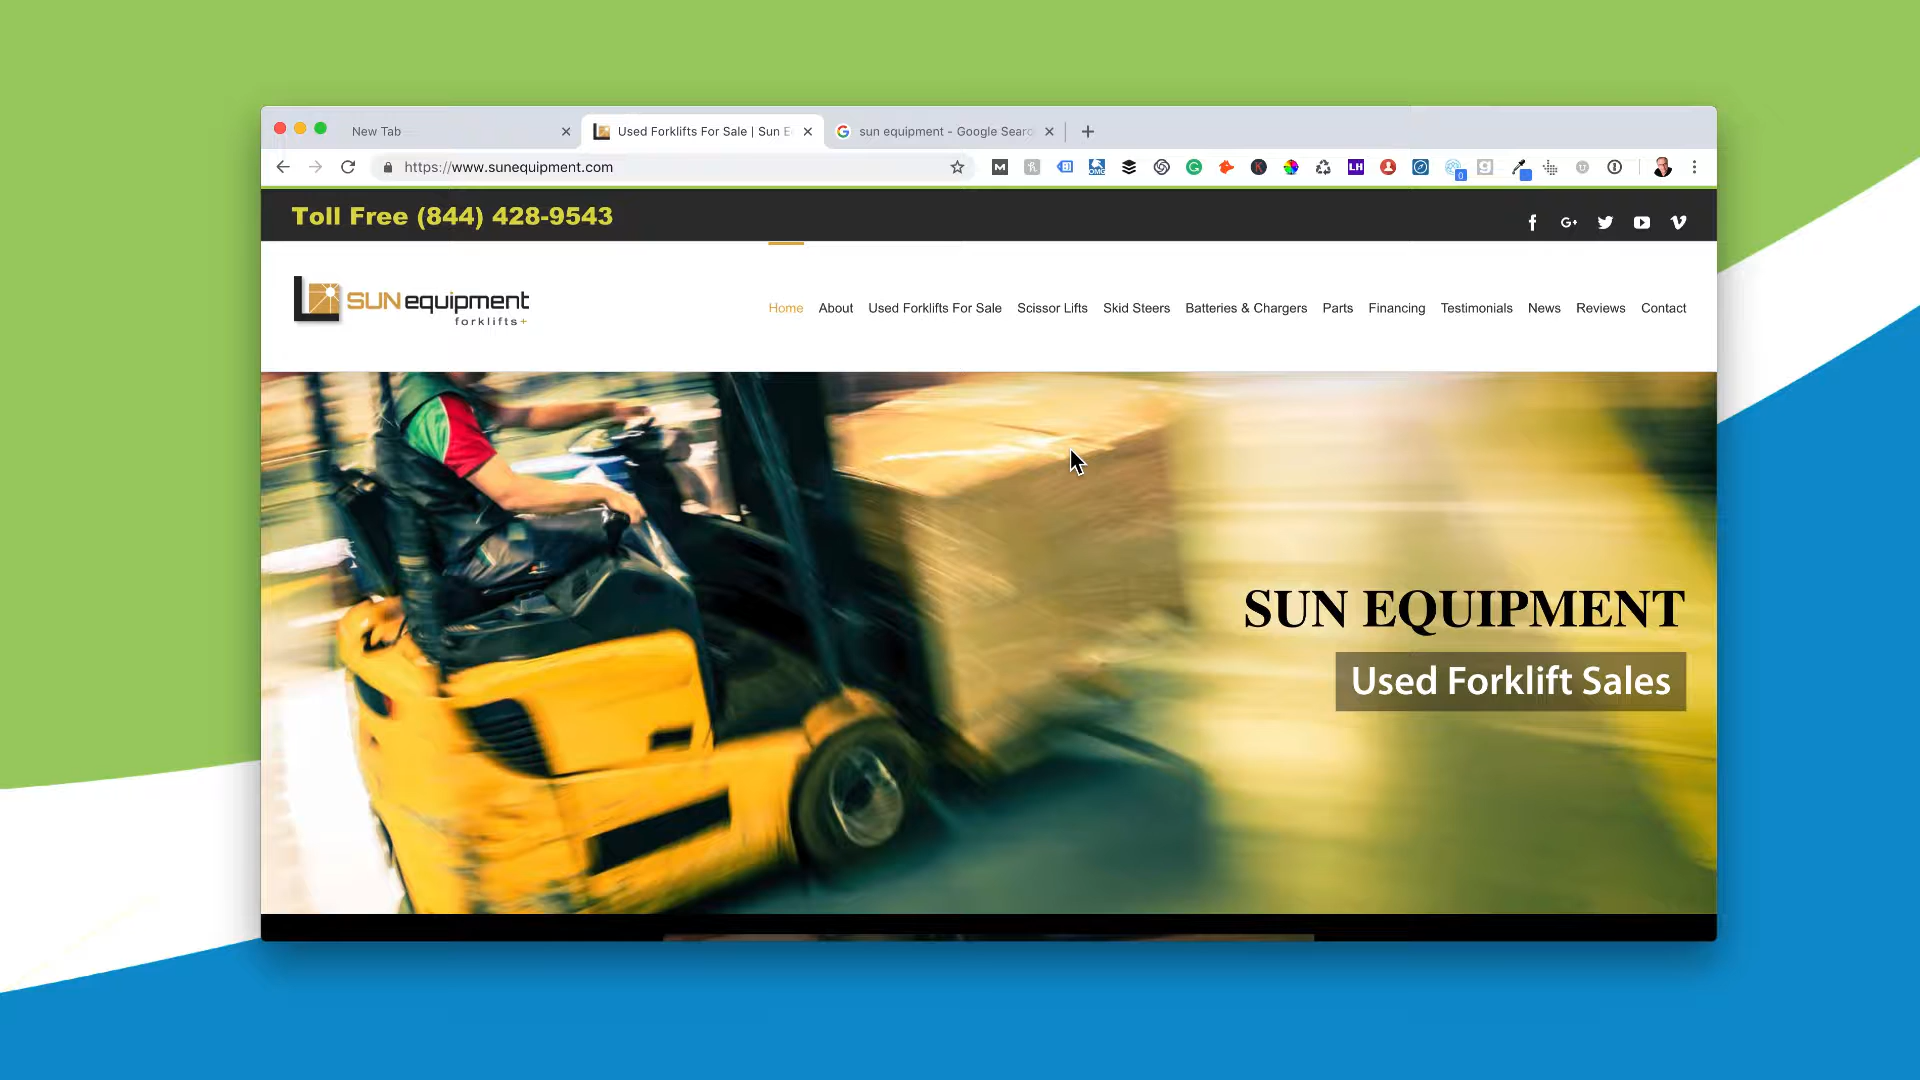 New Tab
Used Forklifts For Sale | Sun E
sun equipment - Google Searc
https://www.sunequipment.com
Toll Free (844) 428-9543
SUN equipment
forklifts+
Home About Used Forklifts For Sale Scissor Lifts Skid Steers Batteries & Chargers Parts Financing Testimonials News Reviews Contact
SUN EQUIPMENT
Used Forklift Sales